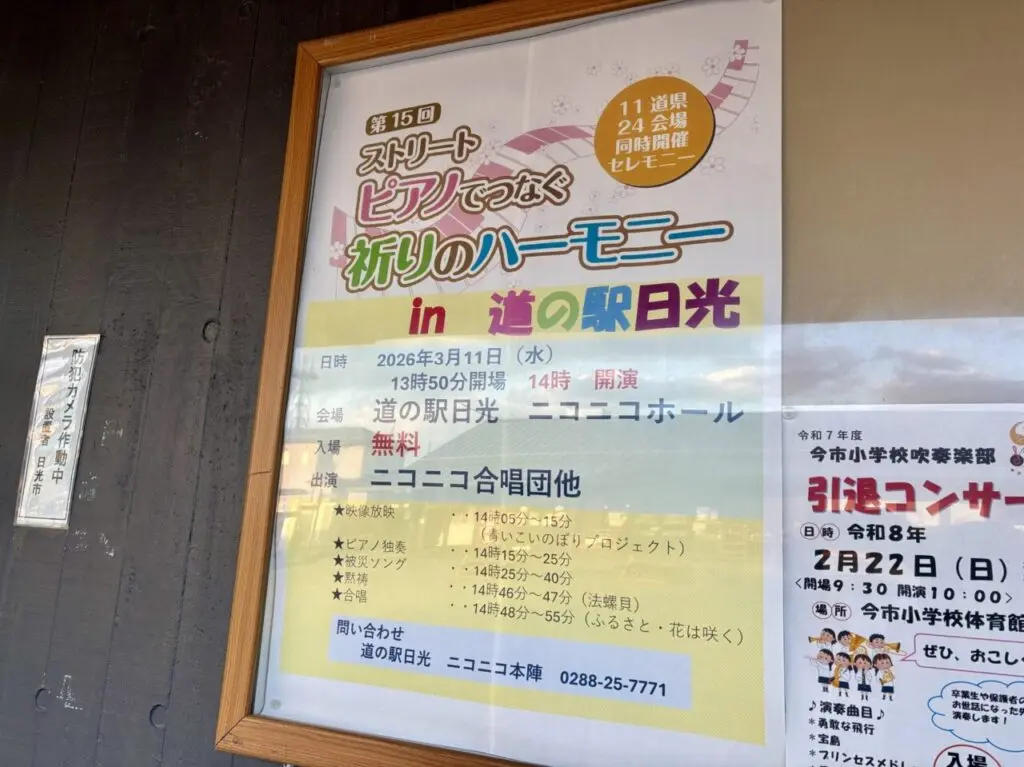 防犯カメラ作動中
設置者 日光市
第15回
ストリート
ピアノでつなぐ
祈りのハーモニー
in 道の駅日光
11道県
24会場
同時開催
セレモニー
日時 2026年3月11日（水）
13時50分開場 14時 開演
会場 道の駅日光 ニコニコホール
入場 無料
出演 ニコニコ合唱団他
★映像放映 ・・14時05分～15分
（青いこいのぼりプロジェクト）
★ピアノ独奏 ・・14時15分～25分
★被災ソング ・・14時25分～40分
★黙祷 ・・14時46分～47分（法螺貝）
★合唱 ・・14時48分～55分（ふるさと・花は咲く）
問い合わせ
道の駅日光 ニコニコ本陣 0288-25-7771
令和7年度
今市小学校吹奏楽部
引退コンサー
日時 令和8年
2月22日（日）
<開場9：30 開演10：00>
場所 今市小学校体育館
ぜひ、おこし
卒業生や保護者の
お世話になった
演奏します！
♪演奏曲目♪
*勇敢な飛行
*宝島
*プリンセスメドレ
入場